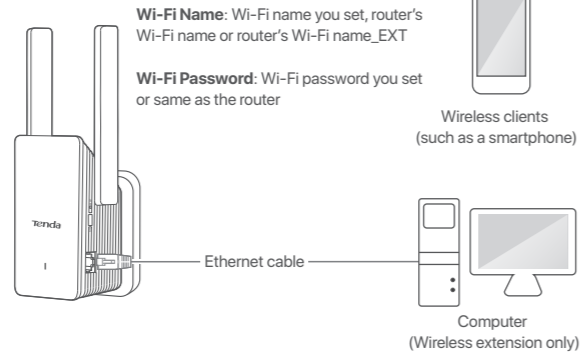 Wi-Fi Name: Wi-Fi name you set, router's
Wi-Fi name or router's Wi-Fi name_EXT
Wi-Fi Password: Wi-Fi password you set
or same as the router
Wireless clients
(such as a smartphone)
Tenda
Ethernet cable
Computer
(Wireless extension only)